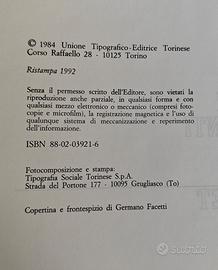 © 1984 Unione Tipografico-Editrice Torinese
Corso Raffaello 28 - 10125 Torino
Ristampa 1992
Senza il permesso scritto dell'Editore, sono vietati la
riproduzione anche parziale, in qualsiasi forma e con
qualsiasi mezzo elettronico o meccanico (compresi foto-
copie e microfilm), la registrazione magnetica e l'uso di
qualunque sistema di meccanizzazione e reperimento
dell'informazione.
ISBN 88-02-03921-6
Fotocomposizione e stampa:
Tipografia Sociale Torinese S.p.A.
Strada del Portone 177 - 10095 Grugliasco (To)
Copertina e frontespizio di Germano Facetti
subito